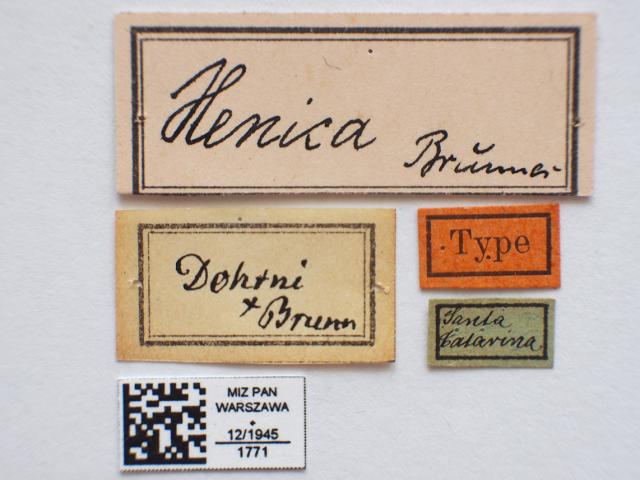 Henica
Brunner
Dohrni
+ Brunn
Type
Santa
Catarina
MIZ PAN
WARSZAWA
12/1945
1771